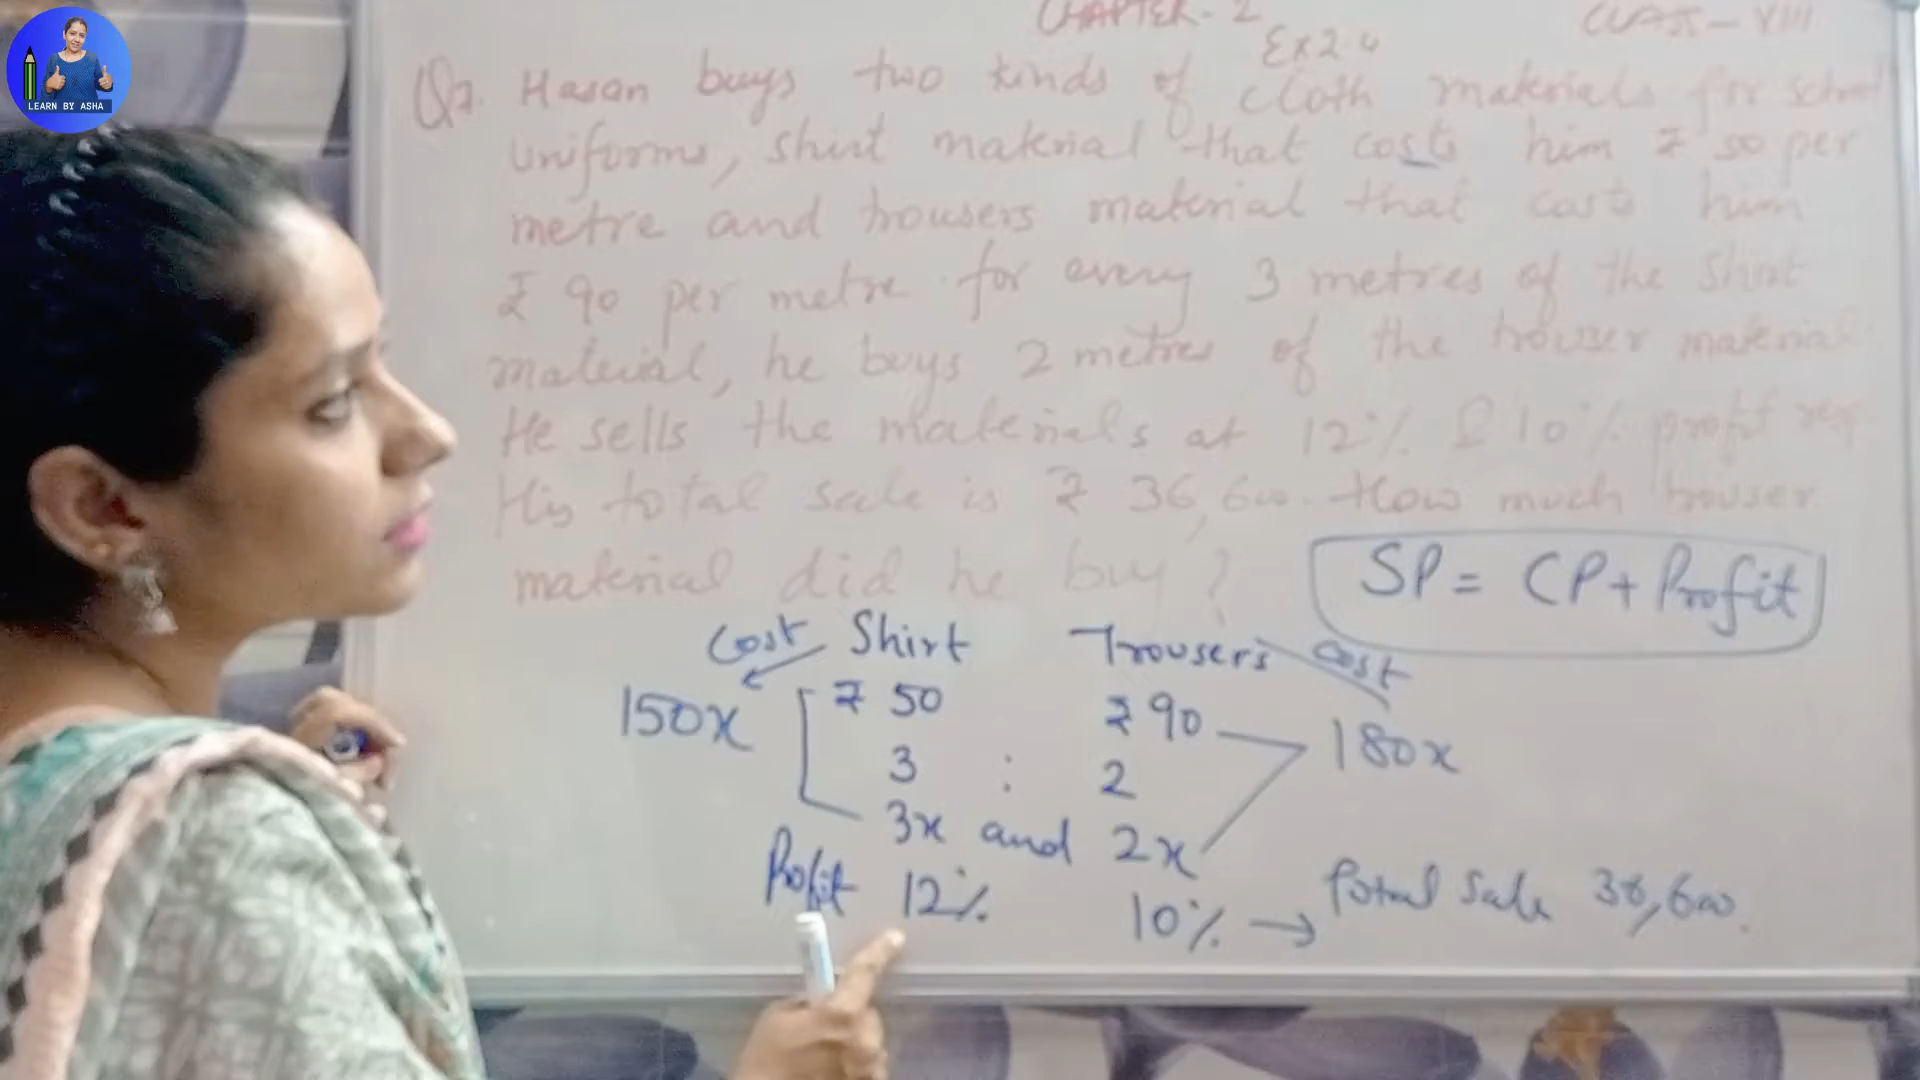 LEARN BY ASHA
CHAPTER-2
CLASS-VIII
Ex 2.4
Q7. Hasan buys two kinds of cloth materials for school
uniforms, shirt material that costs him ₹ 50 per
metre and trousers material that costs him
₹ 90 per metre. for every 3 metres of the shirt
material, he buys 2 metres of the trouser material
He sells the materials at 12% & 10% profit resp
His total sale is ₹ 36,600. How much trouser
material did he buy?
SP = CP + Profit
Cost Shirt Trousers Cost
150x ₹ 50 ₹ 90 180x
3 : 2
3x and 2x
Profit 12% 10% → Total Sale 36,600.